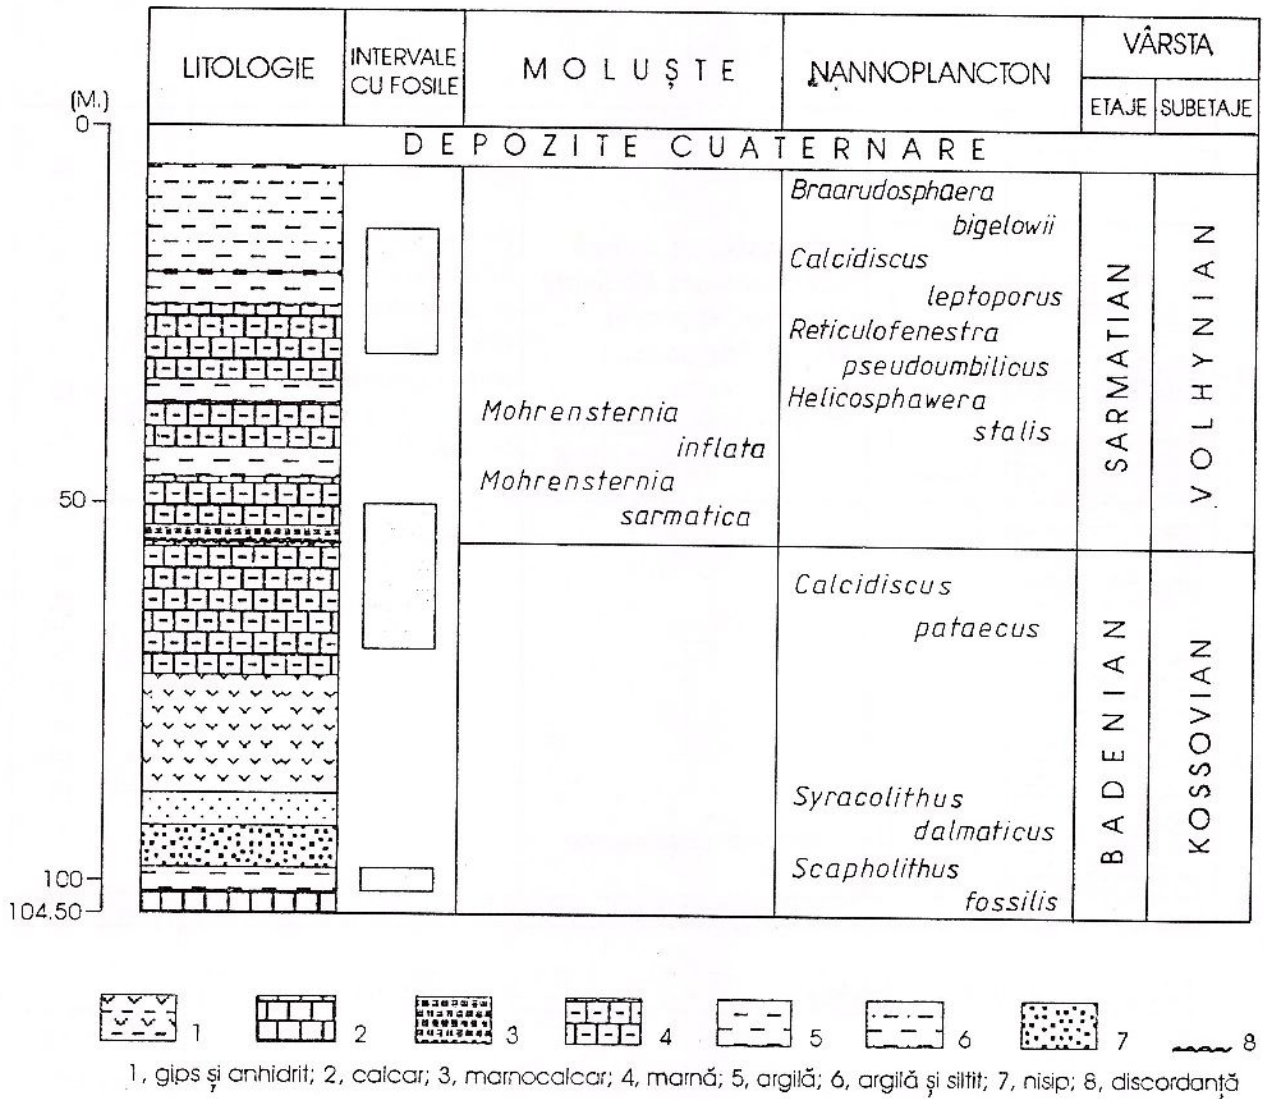 LITOLOGIE
INTERVALE
CU FOSILE
MOLUȘTE
NANNOPLANCTON
VÂRSTA
ETAJE
SUBETAJE
(M.)
0
DEPOZITE CUATERNARE
Braarudosphaera
bigelowii
Calcidiscus
leptoporus
Reticulofenestra
pseudoumbilicus
Helicosphawera
stalis
Mohrensternia
inflata
Mohrensternia
sarmatica
SARMATIAN
VOLHYNIAN
50
Calcidiscus
pataecus
Syracolithus
dalmaticus
Scapholithus
fossilis
BADENIAN
KOSSOVIAN
100
104.50
1
2
3
4
5
6
7
8
1, gips și anhidrit; 2, calcar; 3, marnocalcar; 4, marnă; 5, argilă; 6, argilă și siltit; 7, nisip; 8, discordanță